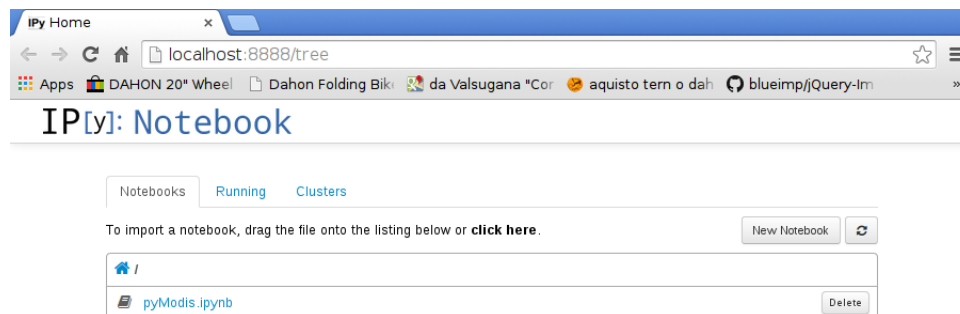 IPy Home ×
localhost:8888/tree
Apps DAHON 20" Wheel Dahon Folding Bik da Valsugana "Cor aquisto tern o dah blueimp/jQuery-Im »
IP[y]: Notebook
Notebooks Running Clusters
To import a notebook, drag the file onto the listing below or click here. New Notebook
/
pyModis.ipynb Delete